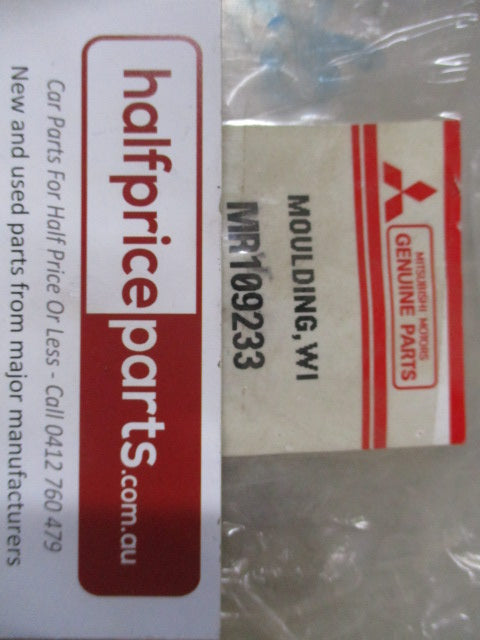 MITSUBISHI MOTORS
GENUINE PARTS
MOULDING,WI
MR109233
halfpriceparts.com.au
Car Parts For Half Price Or Less - Call 0412 760 479
New and used parts from major manufacturers